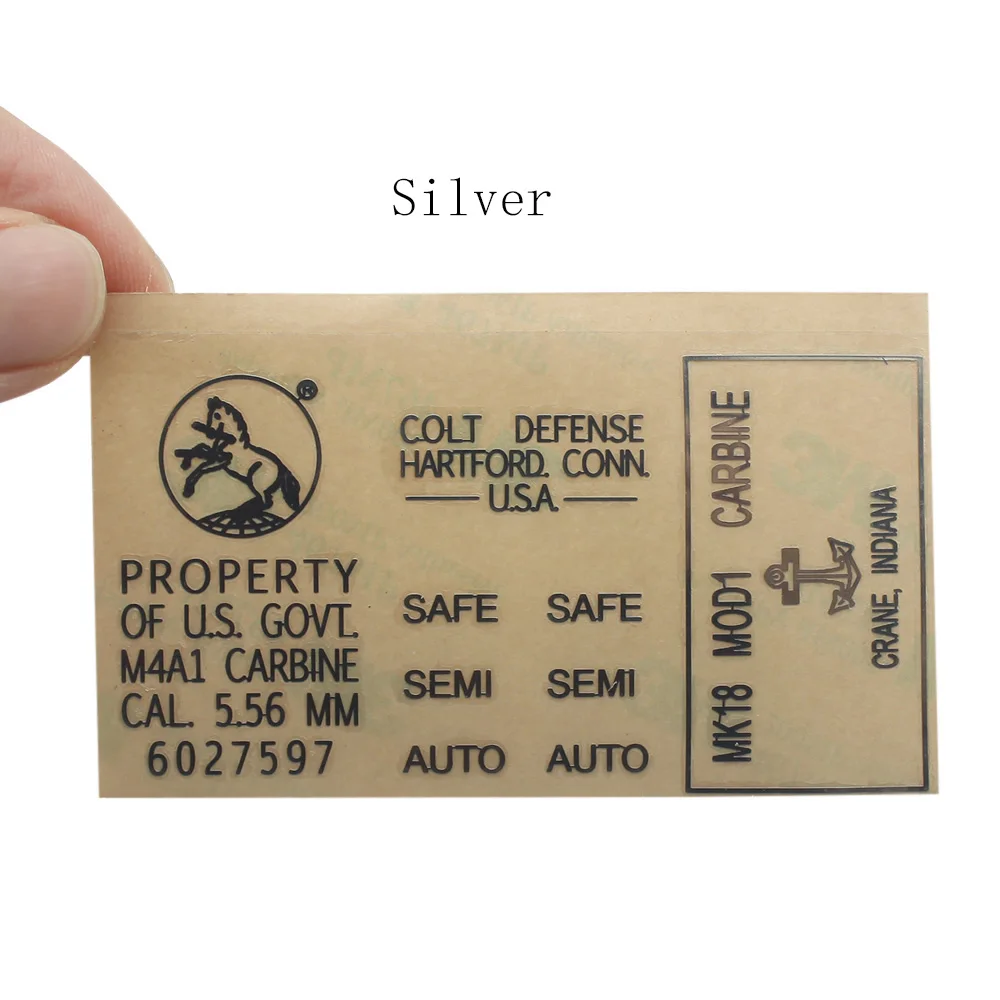 Silver
®
COLT DEFENSE
HARTFORD. CONN.
U.S.A.
PROPERTY
OF U.S. GOVT.
M4A1 CARBINE
CAL. 5.56 MM
6027597
SAFE SAFE
SEMI SEMI
AUTO AUTO
MK18 MOD1 CARBINE
CRANE, INDIANA